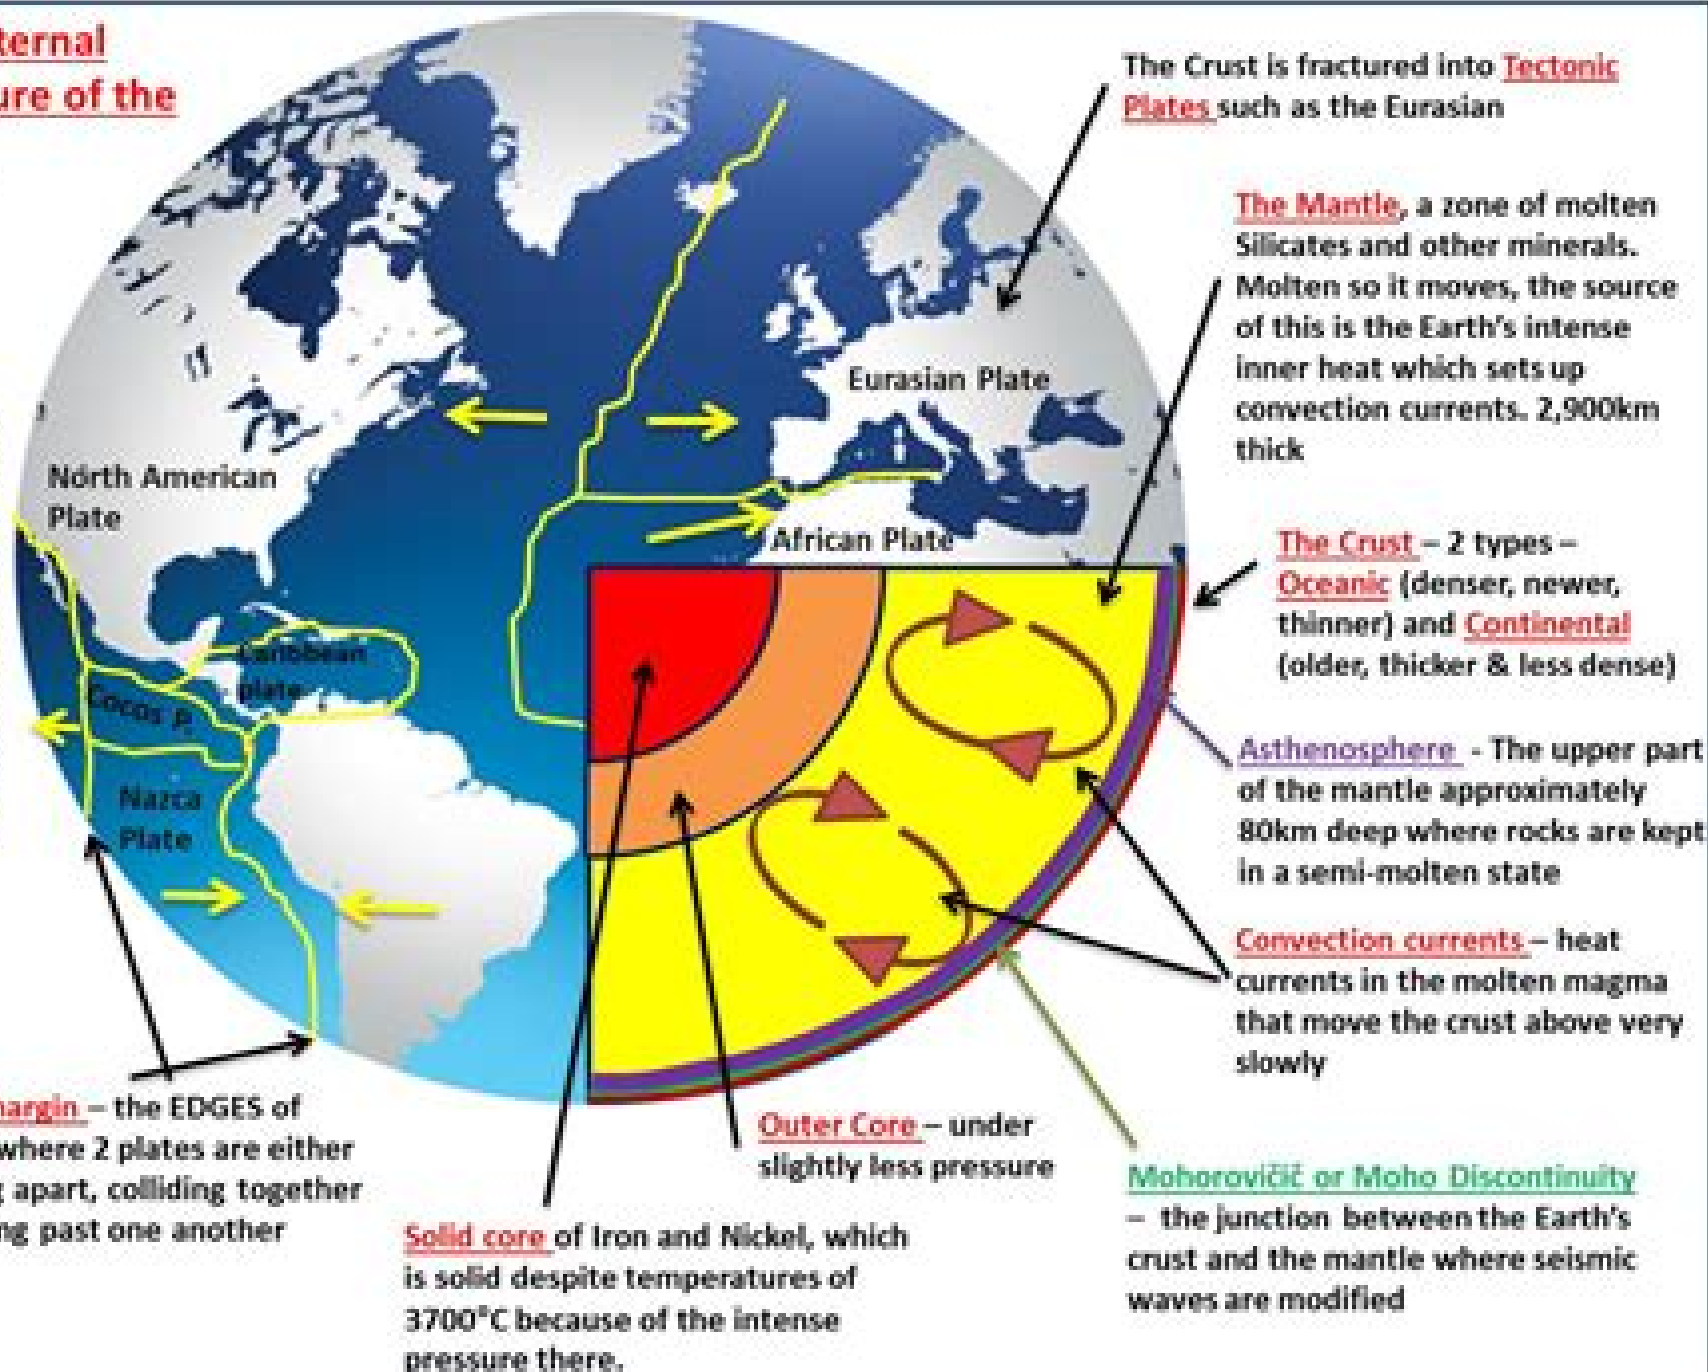 ternal
ure of the
The Crust is fractured into Tectonic
Plates such as the Eurasian
The Mantle, a zone of molten
Silicates and other minerals.
Molten so it moves, the source
of this is the Earth's intense
inner heat which sets up
convection currents. 2,900km
thick
Eurasian Plate
North American
Plate
African Plate
The Crust – 2 types –
Oceanic (denser, newer,
thinner) and Continental
(older, thicker & less dense)
Caribbean
plate
Cocos P.
Nazca
Plate
Asthenosphere - The upper part
of the mantle approximately
80km deep where rocks are kept
in a semi-molten state
Convection currents – heat
currents in the molten magma
that move the crust above very
slowly
margin – the EDGES of
where 2 plates are either
g apart, colliding together
ng past one another
Outer Core – under
slightly less pressure
Solid core of Iron and Nickel, which
is solid despite temperatures of
3700°C because of the intense
pressure there.
Mohorovičić or Moho Discontinuity
– the junction between the Earth's
crust and the mantle where seismic
waves are modified